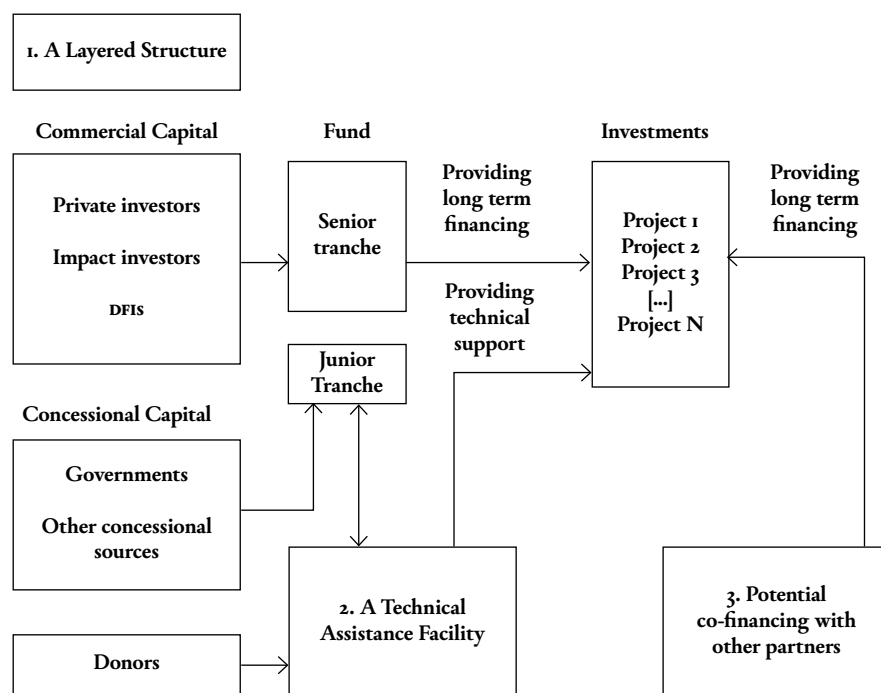 1. A Layered Structure
Commercial Capital
Fund
Investments
Private investors
Impact investors
DFIs
Senior
tranche
Providing
long term
financing
Providing
technical
support
Project 1
Project 2
Project 3
[...]
Project N
Providing
long term
financing
Junior
Tranche
Concessional Capital
Governments
Other concessional
sources
2. A Technical
Assistance Facility
3. Potential
co-financing with
other partners
Donors